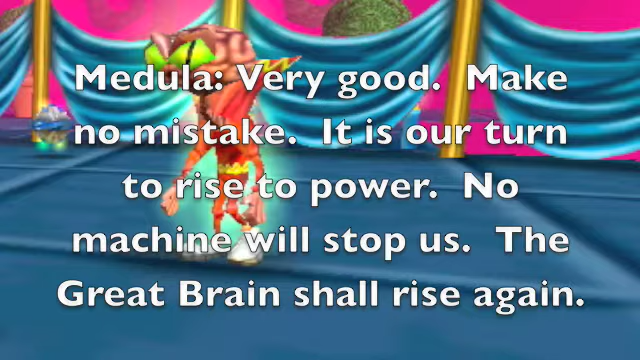 Medula: Very good.  Make
no mistake.  It is our turn
to rise to power.  No
machine will stop us.  The
Great Brain shall rise again.